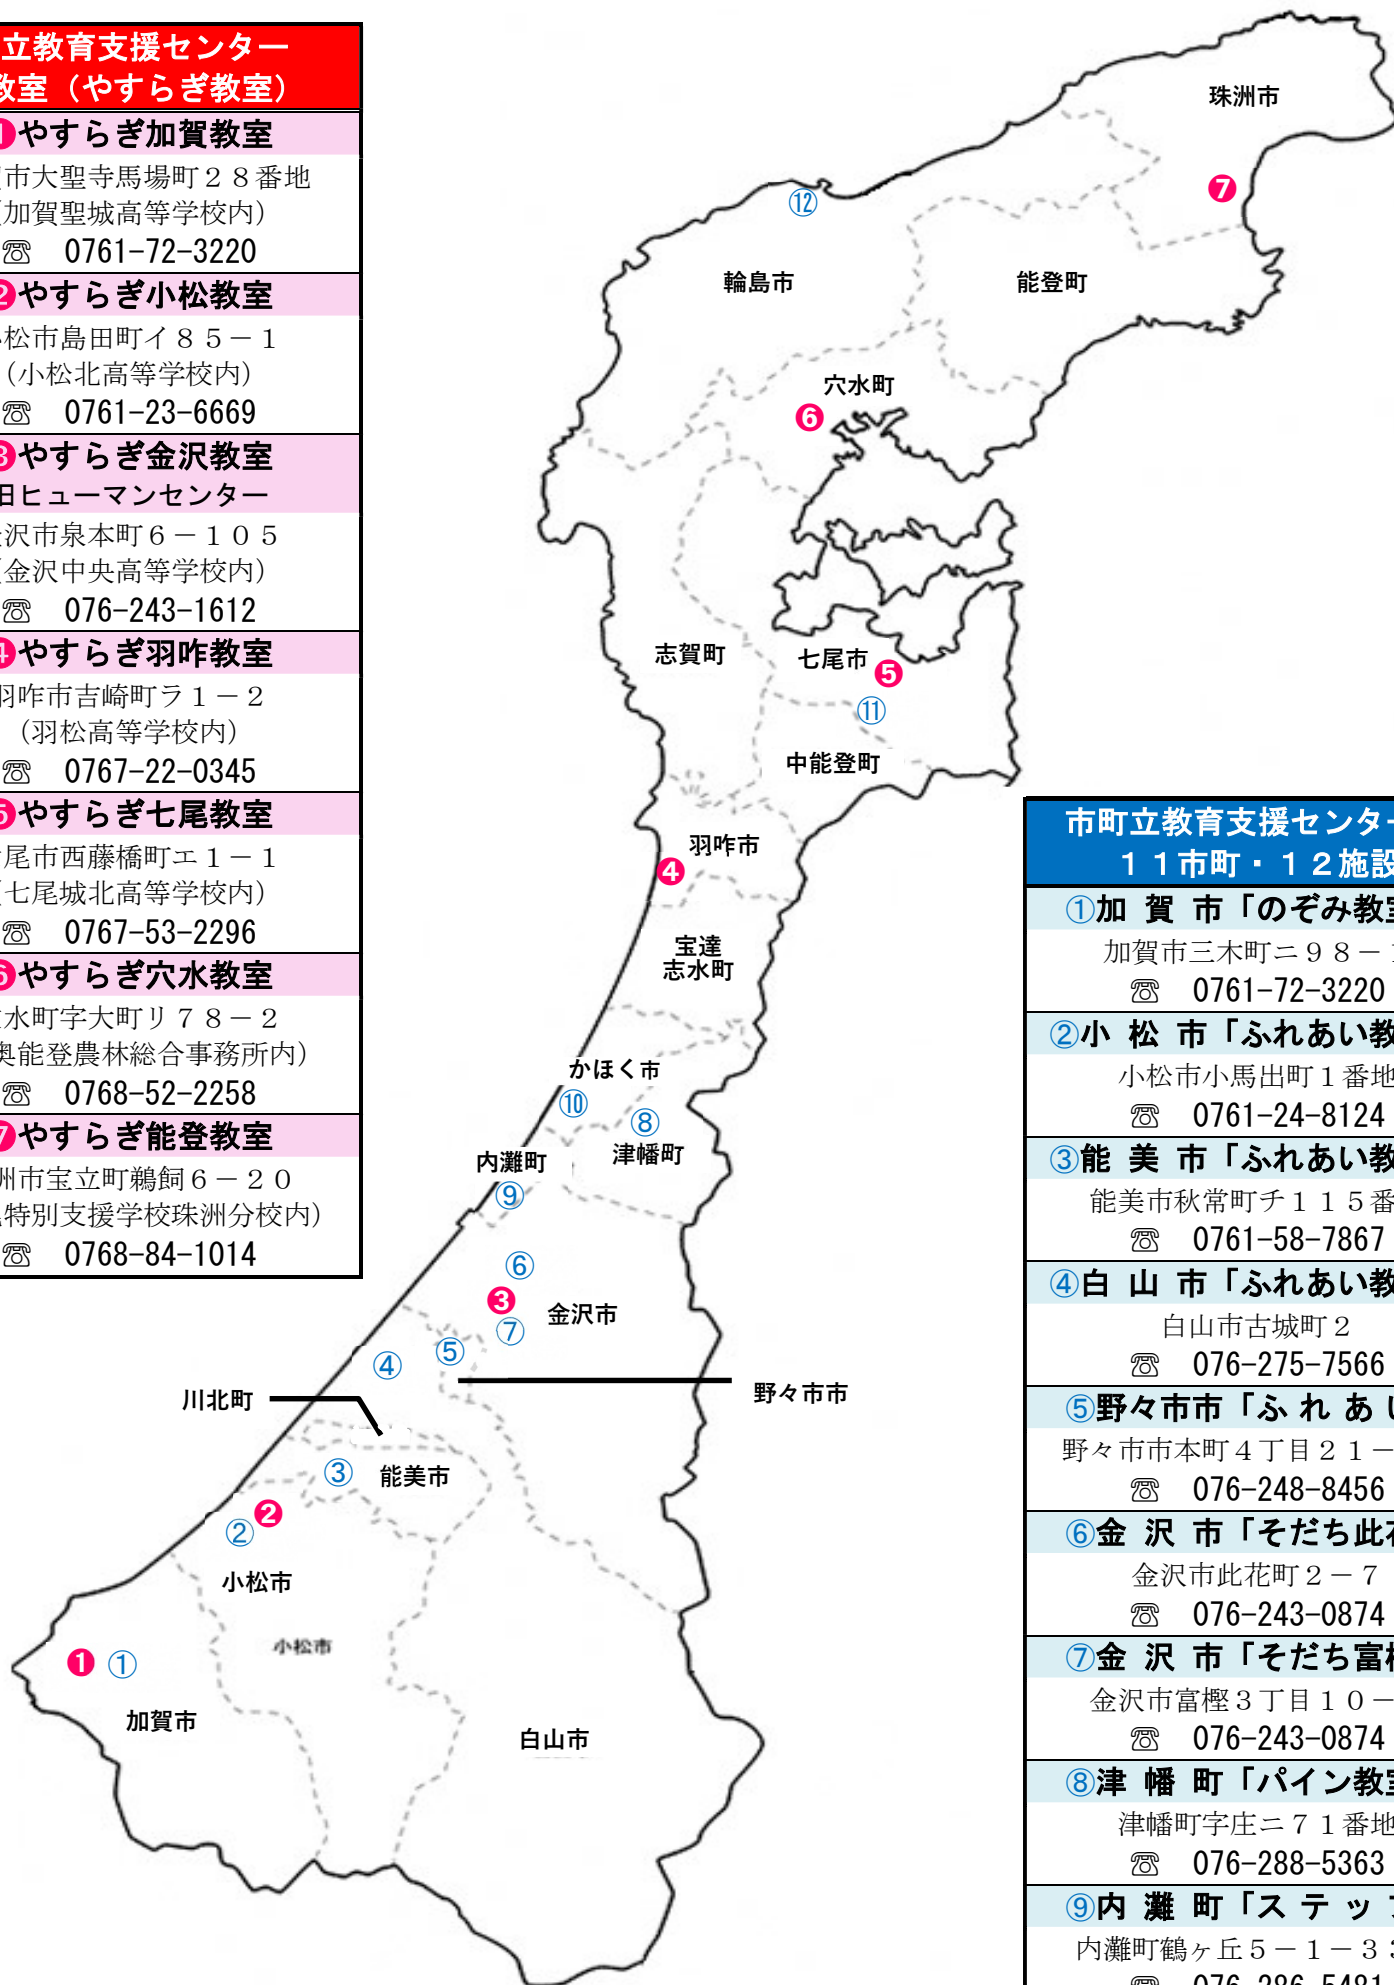 立教育支援センター
教室（やすらぎ教室）
❶やすらぎ加賀教室
市大聖寺馬場町２８番地
（加賀聖城高等学校内）
☏ 0761-72-3220
❷やすらぎ小松教室
松市島田町イ８５－１
（小松北高等学校内）
☏ 0761-23-6669
❸やすらぎ金沢教室
田ヒューマンセンター
沢市泉本町６－１０５
（金沢中央高等学校内）
☏ 076-243-1612
❹やすらぎ羽咋教室
羽咋市吉崎町ラ１－２
（羽松高等学校内）
☏ 0767-22-0345
❺やすらぎ七尾教室
尾市西藤橋町エ１－１
（七尾城北高等学校内）
☏ 0767-53-2296
❻やすらぎ穴水教室
水町字大町リ７８－２
奥能登農林総合事務所内）
☏ 0768-52-2258
❼やすらぎ能登教室
洲市宝立町鵜飼６－２０
特別支援学校珠洲分校内）
☏ 0768-84-1014
珠洲市
❼
⑫
輪島市
能登町
穴水町
❻
志賀町
七尾市
❺
⑪
中能登町
羽咋市
❹
宝達
志水町
かほく市
⑩
⑧
津幡町
内灘町
⑨
⑥
❸
金沢市
⑦
⑤
④
野々市市
川北町
③
能美市
❷
②
小松市
小松市
❶
①
加賀市
白山市
市町立教育支援センター
１１市町・１２施設
①加 賀 市「のぞみ教室
加賀市三木町ニ９８－
☏ 0761-72-3220
②小 松 市「ふれあい教
小松市小馬出町１番地
☏ 0761-24-8124
③能 美 市「ふれあい教
能美市秋常町チ１１５番
☏ 0761-58-7867
④白 山 市「ふれあい教
白山市古城町２
☏ 076-275-7566
⑤野々市市「ふ れ あ い
野々市市本町４丁目２１－
☏ 076-248-8456
⑥金 沢 市「そだち此花
金沢市此花町２－７
☏ 076-243-0874
⑦金 沢 市「そだち富樫
金沢市富樫３丁目１０－
☏ 076-243-0874
⑧津 幡 町「パイン教室
津幡町字庄ニ７１番地
☏ 076-288-5363
⑨内 灘 町「ス テ ッ プ
内灘町鶴ヶ丘５－１－３３
☏ 076-286-5481